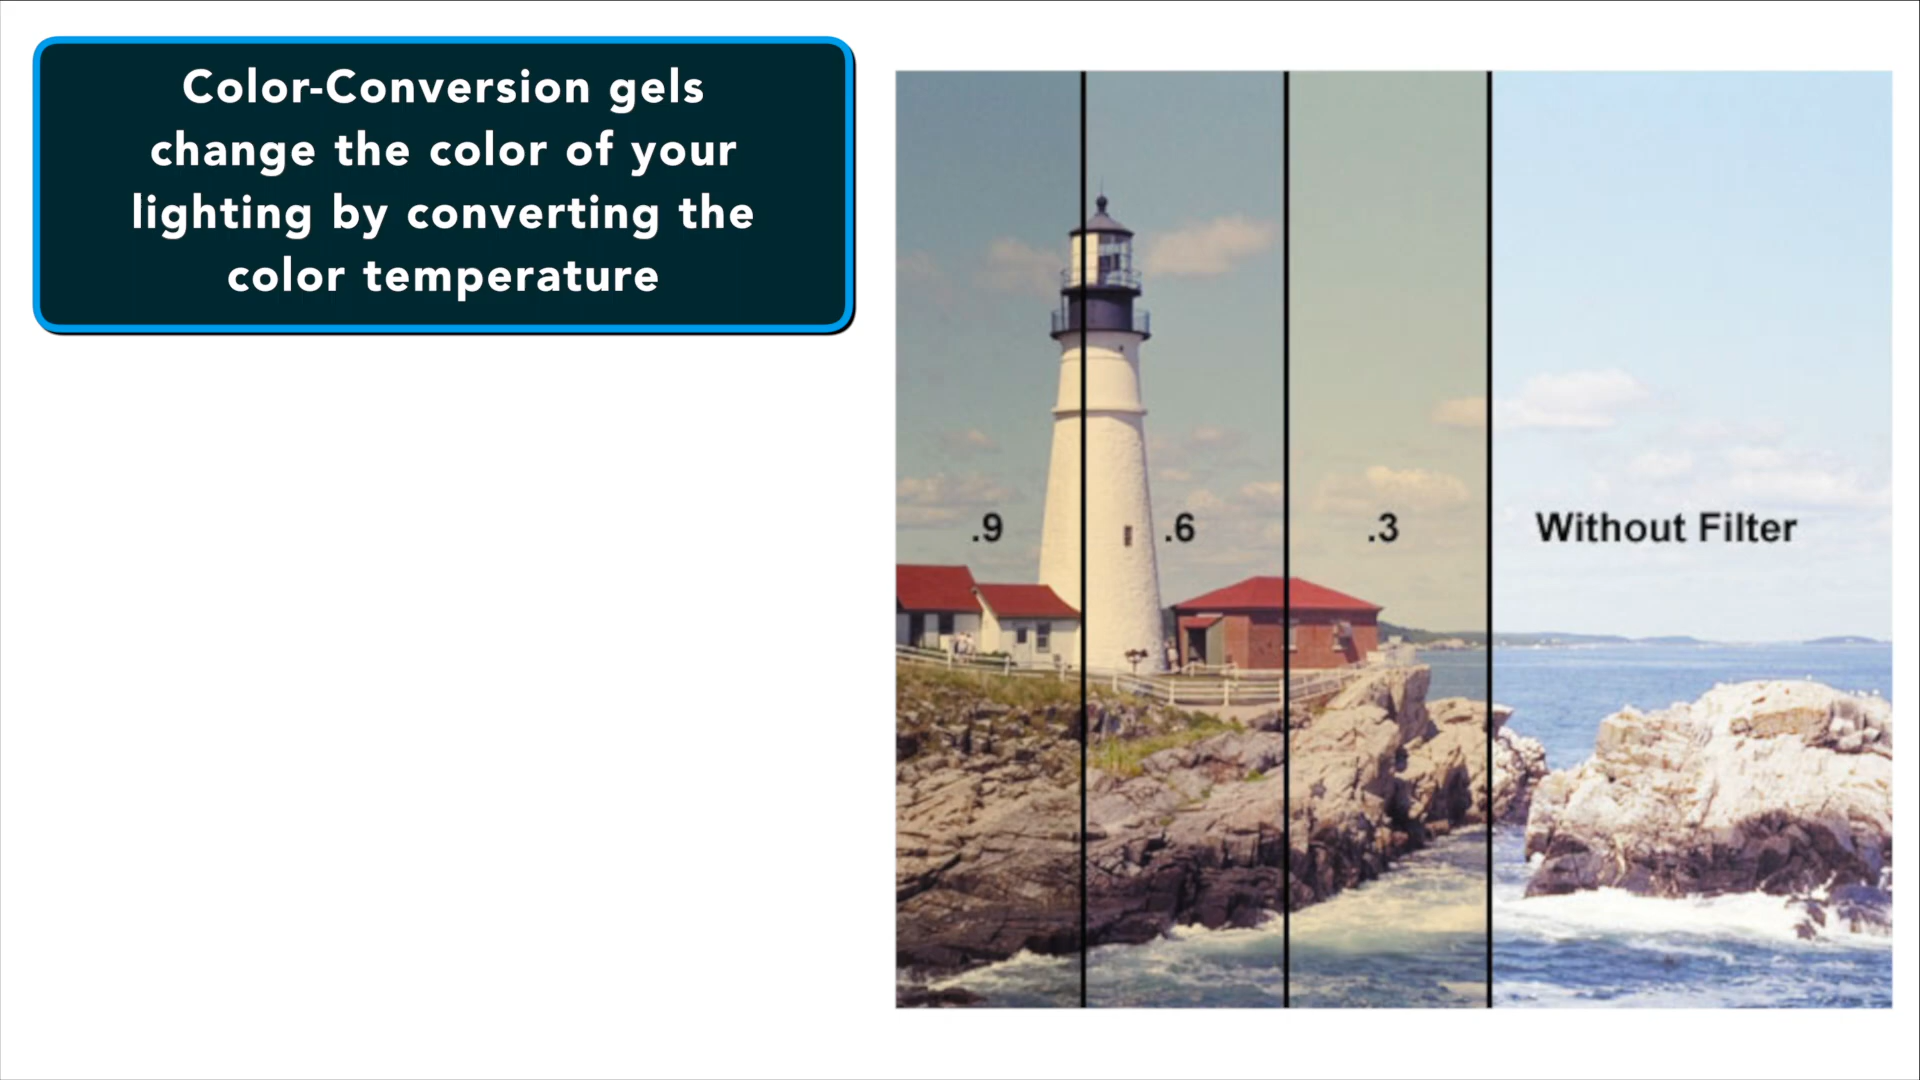 Color-Conversion gels
change the color of your
lighting by converting the
color temperature
.9
.6
.3
Without Filter